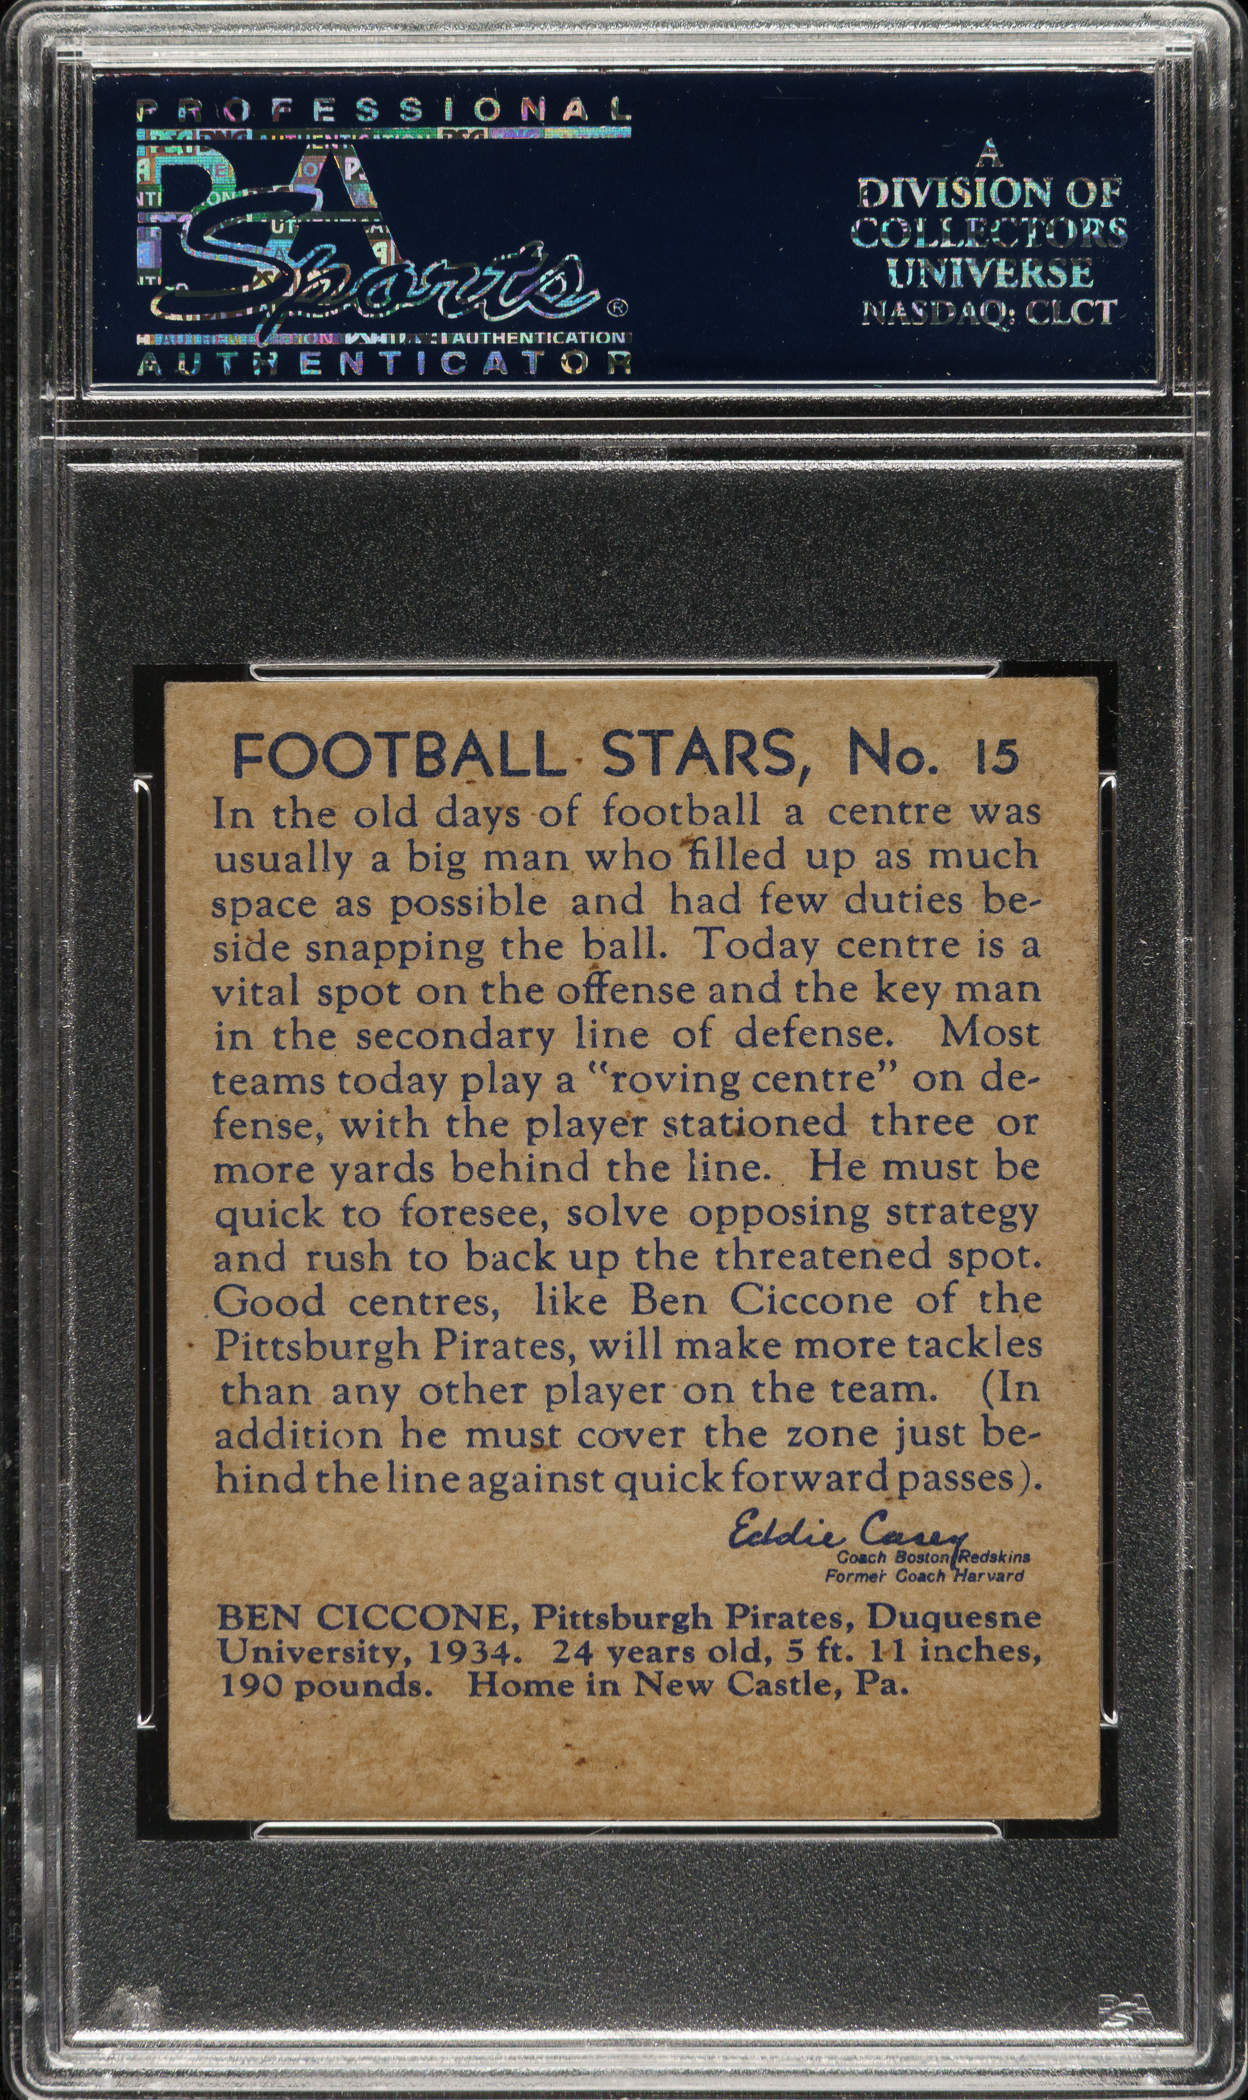 PROFESSIONAL
PSA
Sports ®
AUTHENTICATION
AUTHENTICATOR
A
DIVISION OF
COLLECTORS
UNIVERSE
NASDAQ: CLCT
FOOTBALL STARS, No. 15
In the old days of football a centre was
usually a big man who filled up as much
space as possible and had few duties be-
side snapping the ball. Today centre is a
vital spot on the offense and the key man
in the secondary line of defense. Most
teams today play a "roving centre" on de-
fense, with the player stationed three or
more yards behind the line. He must be
quick to foresee, solve opposing strategy
and rush to back up the threatened spot.
Good centres, like Ben Ciccone of the
Pittsburgh Pirates, will make more tackles
than any other player on the team. (In
addition he must cover the zone just be-
hind the line against quick forward passes).
Eddie Casey
Coach Boston Redskins
Former Coach Harvard
BEN CICCONE, Pittsburgh Pirates, Duquesne
University, 1934. 24 years old, 5 ft. 11 inches,
190 pounds. Home in New Castle, Pa.
PSA